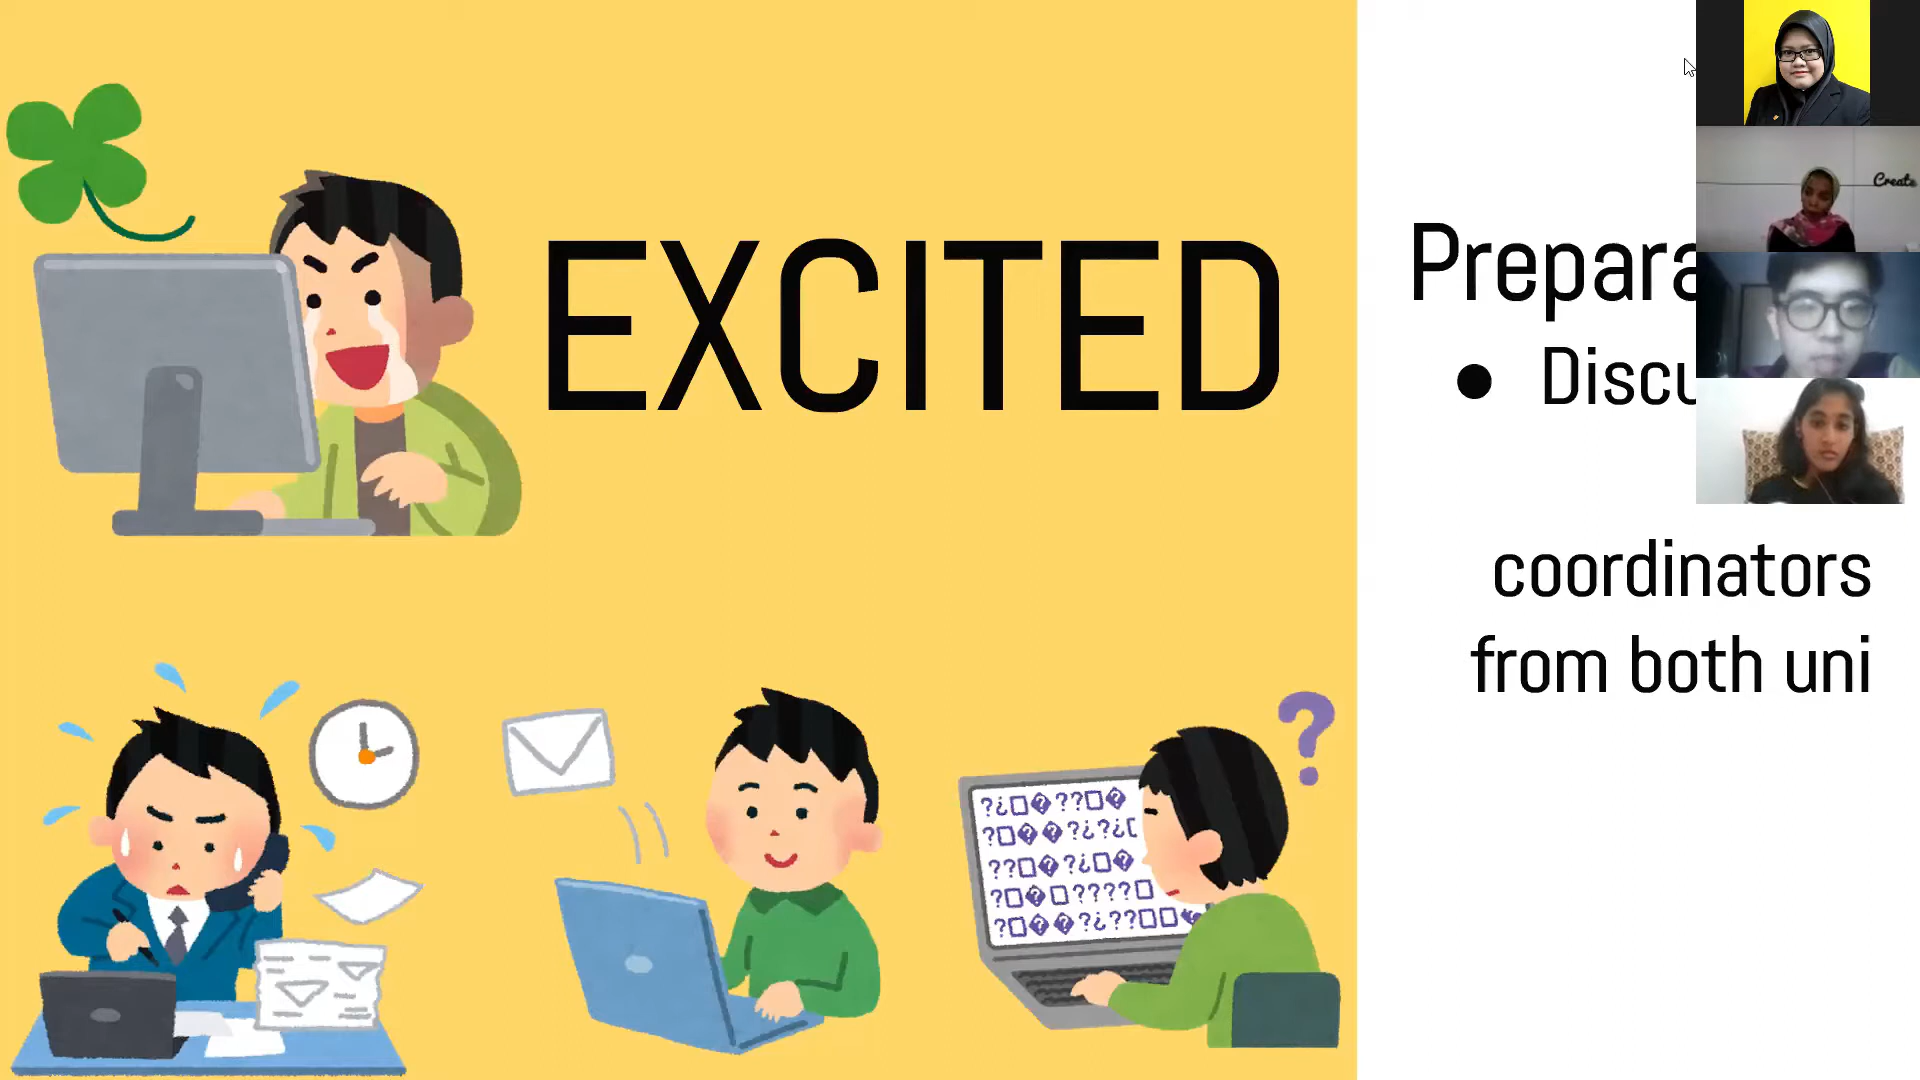 EXCITED
Prepara
● Discu
coordinators
from both uni
Create
?¿□�??□�
?□��?¿?¿
??□�?¿□�
?□�□????□
?□��?¿??□□�